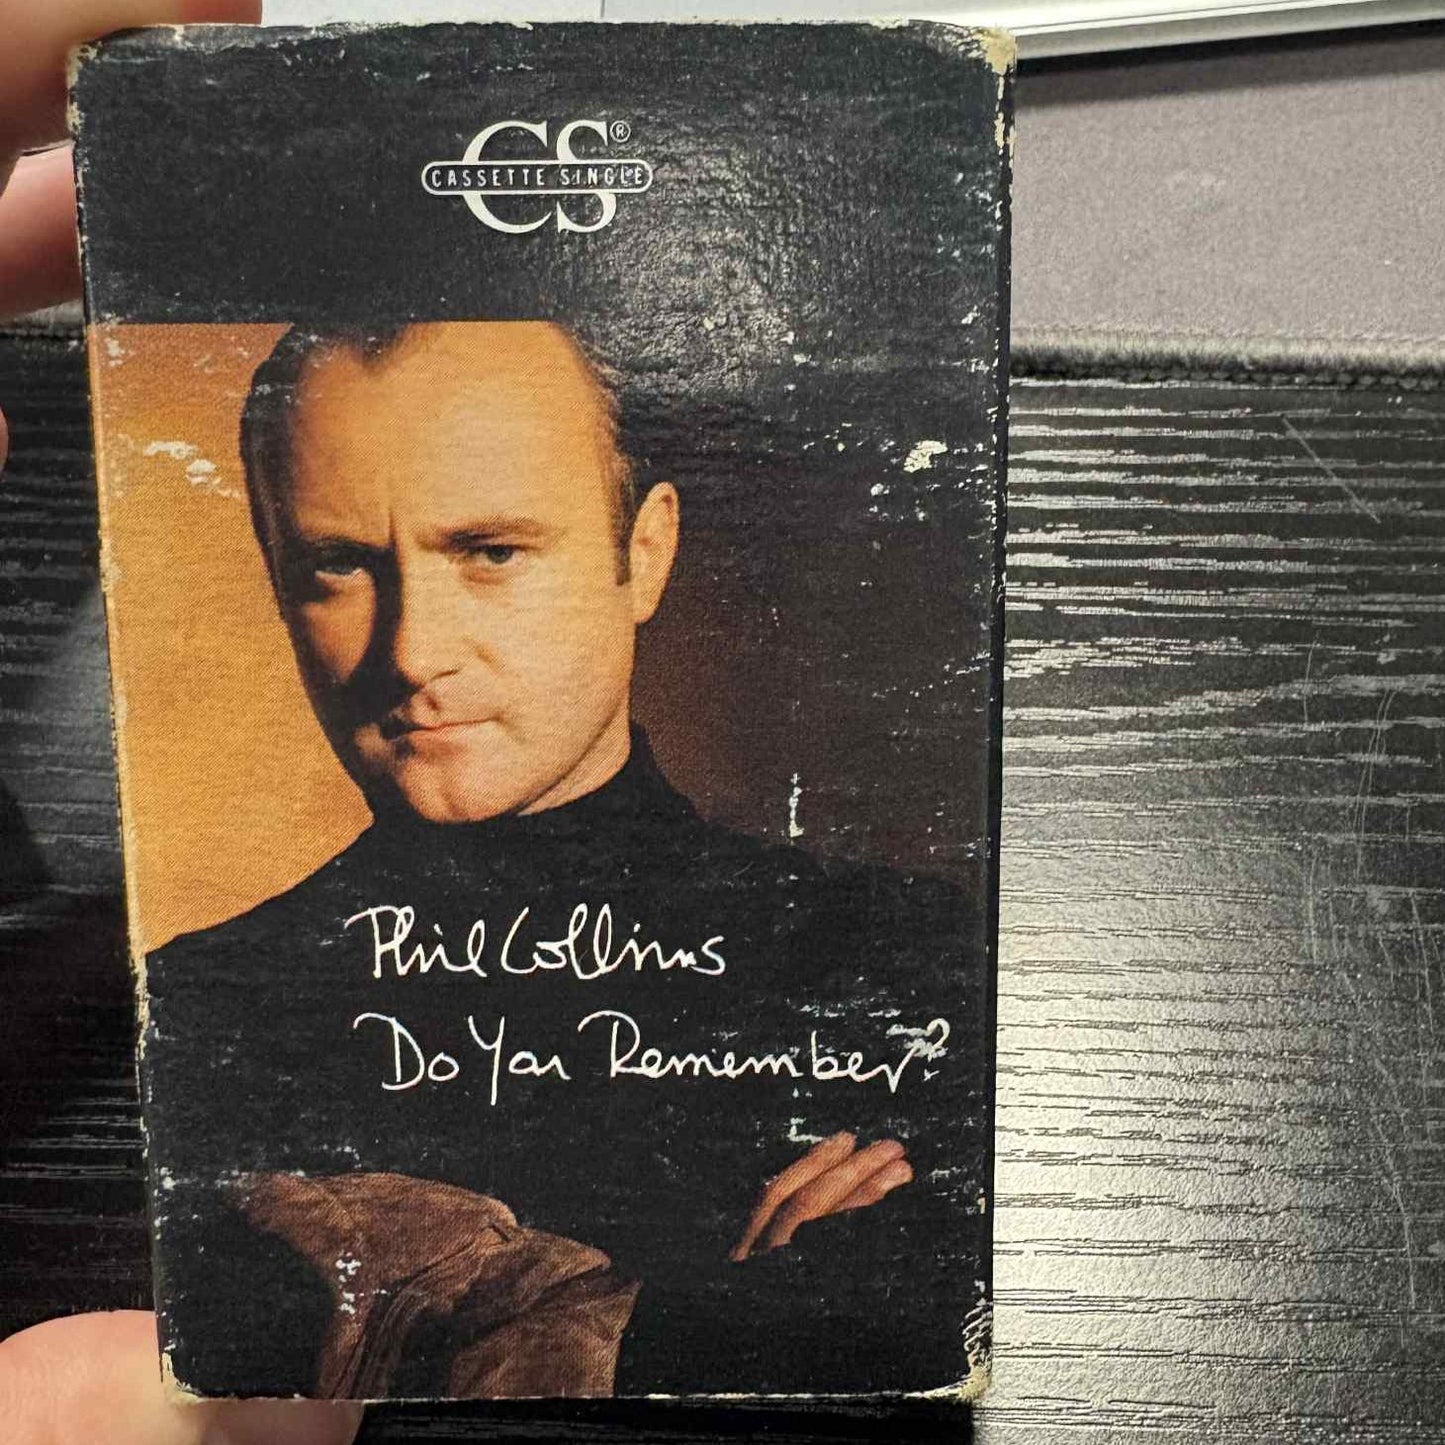 CS®
CASSETTE SINGLE
Phil Collins
Do You Remember?